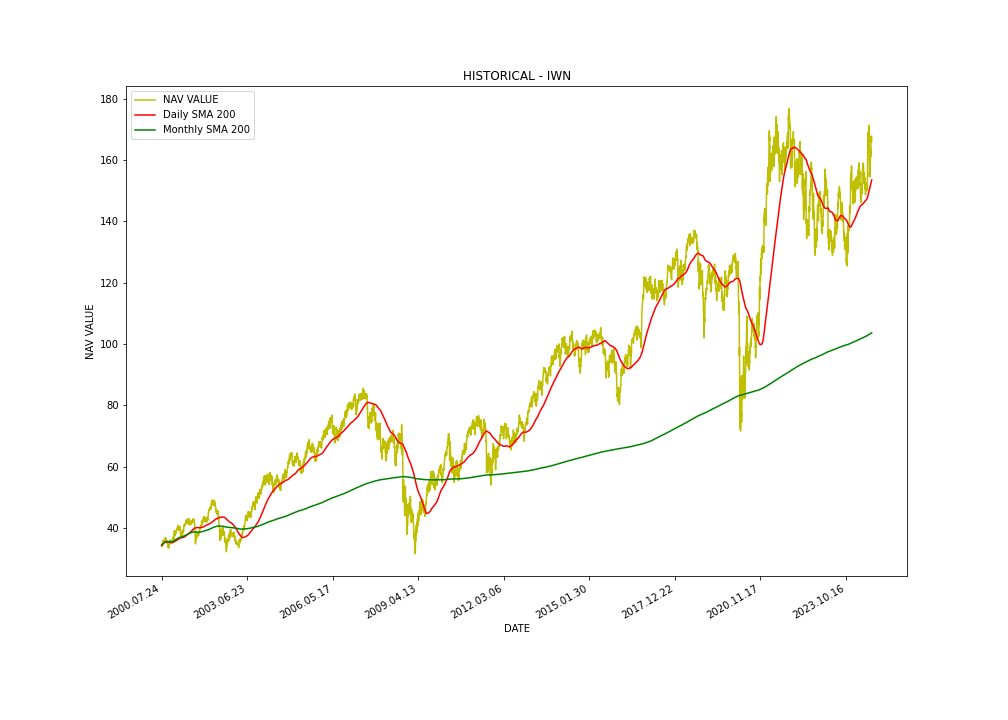 HISTORICAL - IWN
NAV VALUE
Daily SMA 200
Monthly SMA 200
180
160
140
120
100
80
60
40
NAV VALUE
2000.07.24
2003.06.23
2006.05.17
2009.04.13
2012.03.06
2015.01.30
2017.12.22
2020.11.17
2023.10.16
DATE